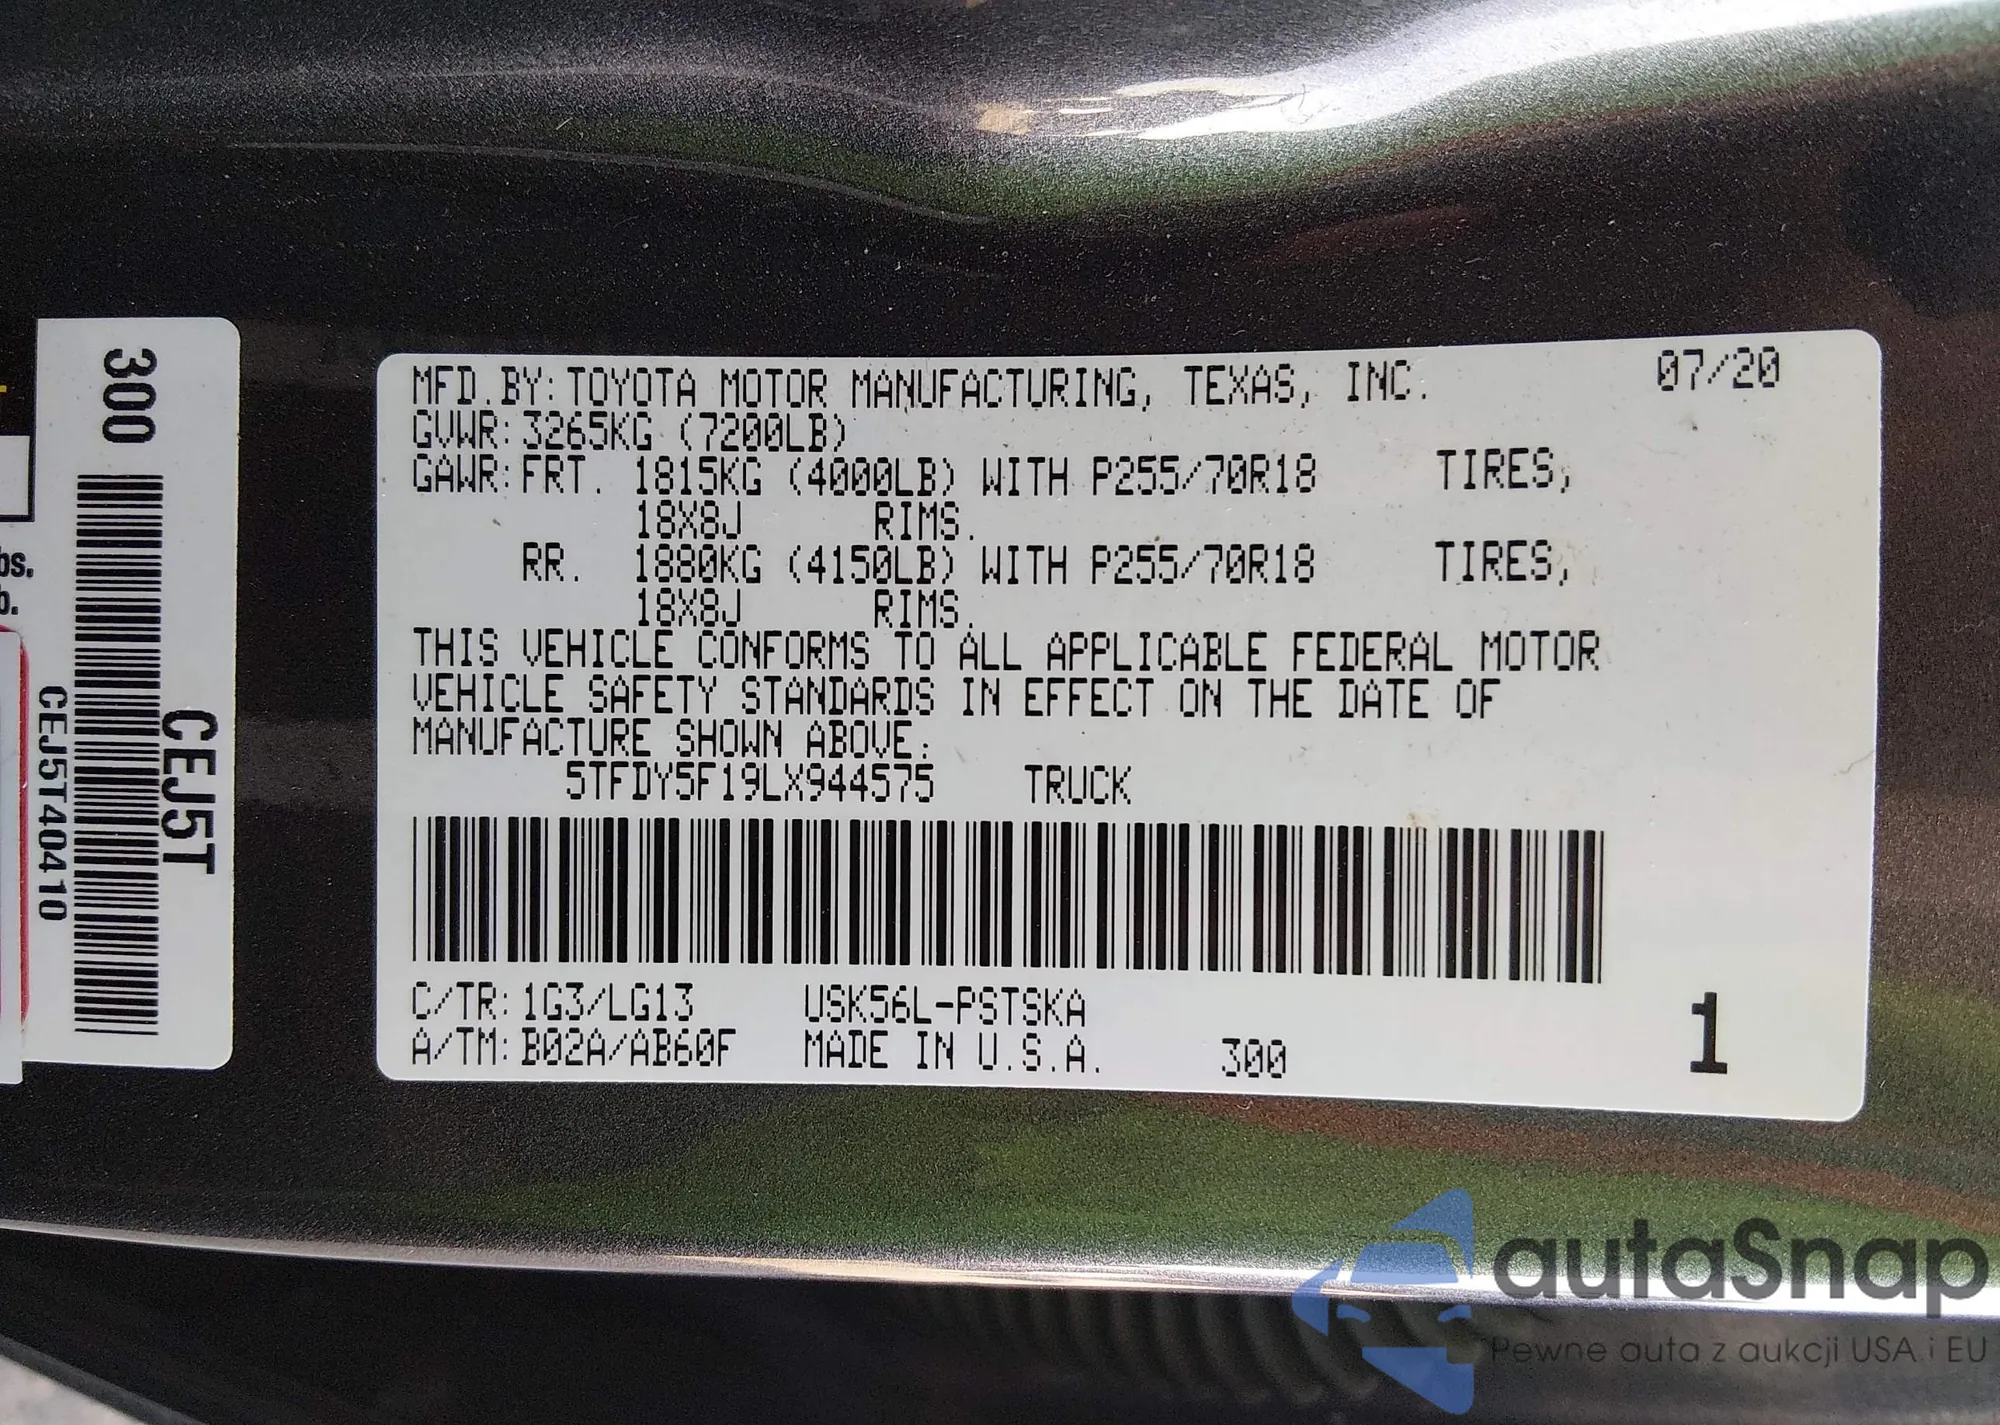 300
CEJ5T
CEJ5T40410
bs.
b.
MFD.BY:TOYOTA MOTOR MANUFACTURING, TEXAS, INC. 07/20
GVWR:3265KG (7200LB)
GAWR:FRT. 1815KG (4000LB) WITH P255/70R18 TIRES,
18X8J RIMS.
RR. 1880KG (4150LB) WITH P255/70R18 TIRES,
18X8J RIMS.
THIS VEHICLE CONFORMS TO ALL APPLICABLE FEDERAL MOTOR
VEHICLE SAFETY STANDARDS IN EFFECT ON THE DATE OF
MANUFACTURE SHOWN ABOVE.
5TFDY5F19LX944575 TRUCK
C/TR:1G3/LG13 USK56L-PSTSKA
A/TM:B02A/AB60F MADE IN U.S.A. 300
1
autaSnap
Pewne auta z aukcji USA i EU